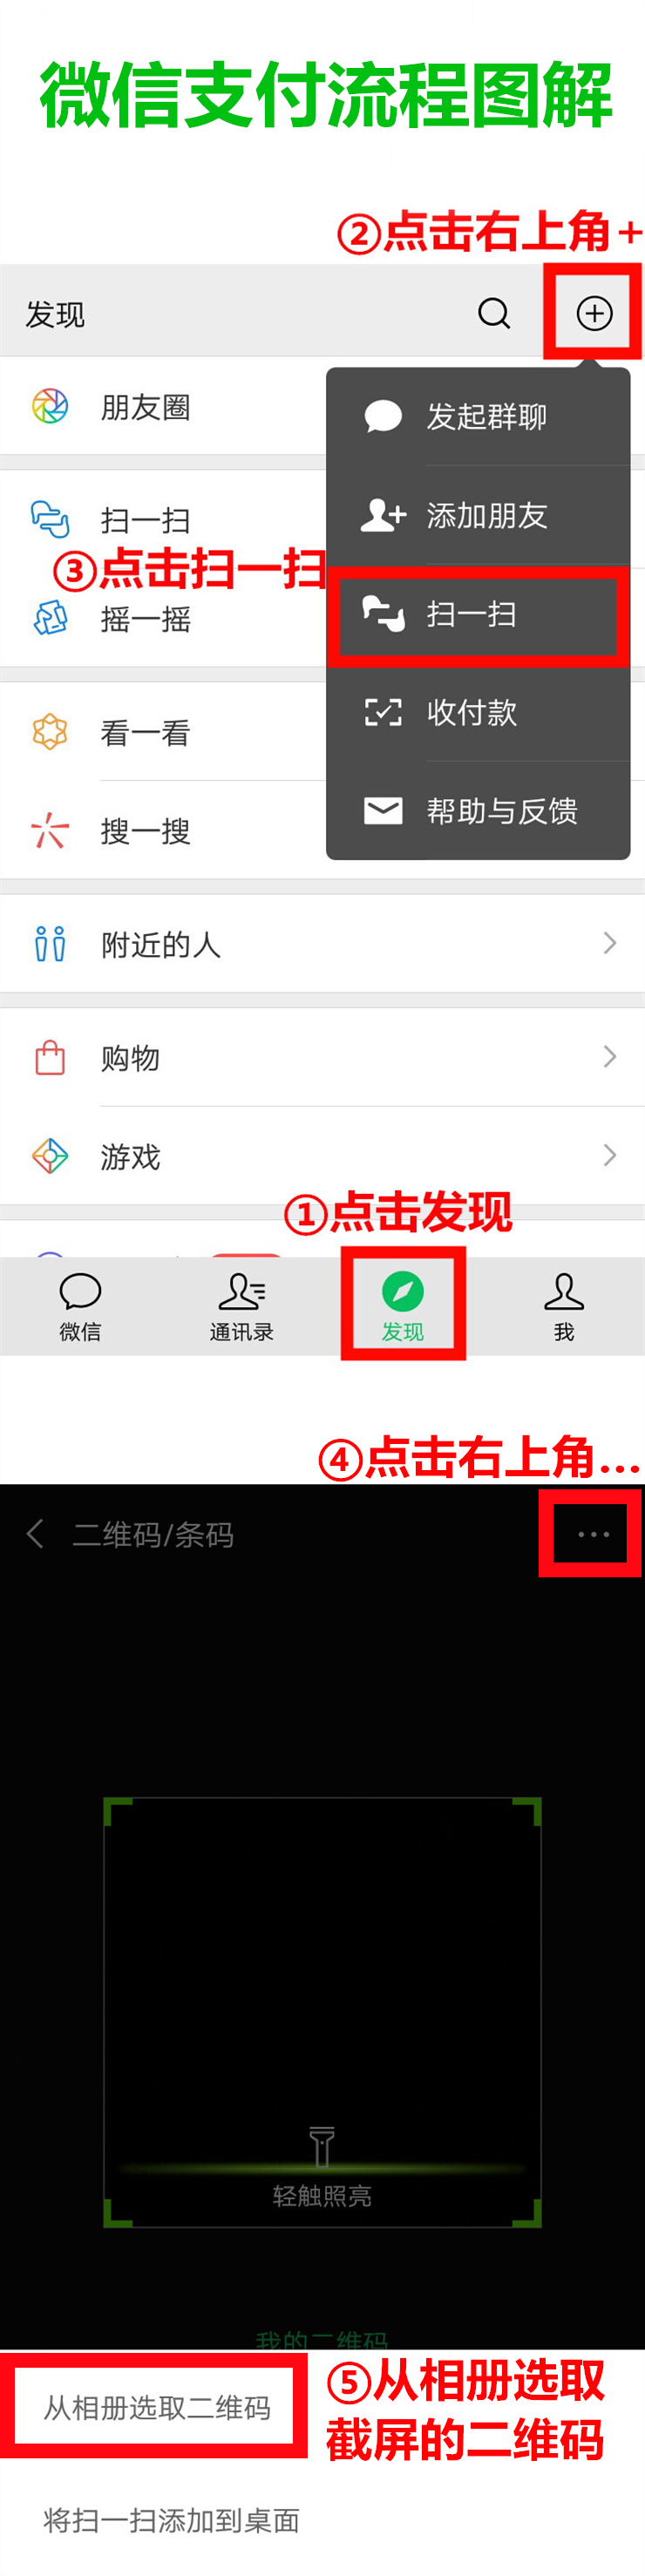 微信支付流程图解
②点击右上角+
发现
朋友圈
发起群聊
添加朋友
扫一扫
③点击扫一扫
扫一扫
摇一摇
收付款
看一看
帮助与反馈
搜一搜
附近的人
购物
游戏
①点击发现
微信
通讯录
发现
我
④点击右上角...
二维码/条码
轻触照亮
我的二维码
从相册选取二维码
⑤从相册选取
截屏的二维码
将扫一扫添加到桌面